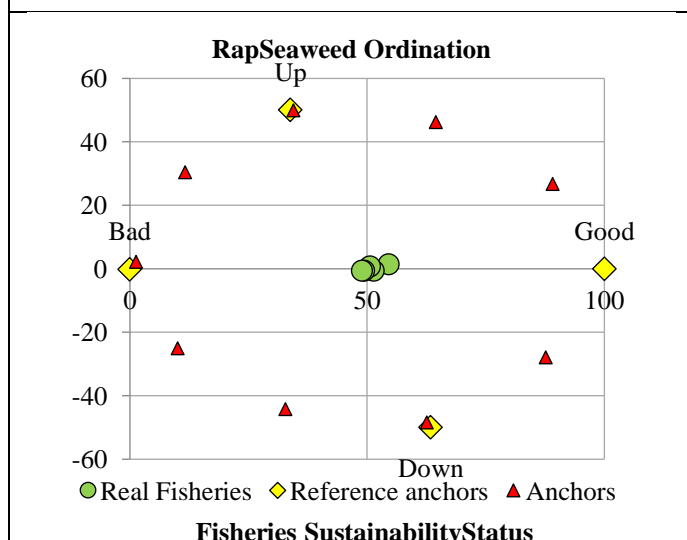 RapSeaweed Ordination
Up
60
40
20
Bad
Good
0
0
50
100
-20
-40
-60
Down
Real Fisheries
Reference anchors
Anchors
Fisheries SustainabilityStatus